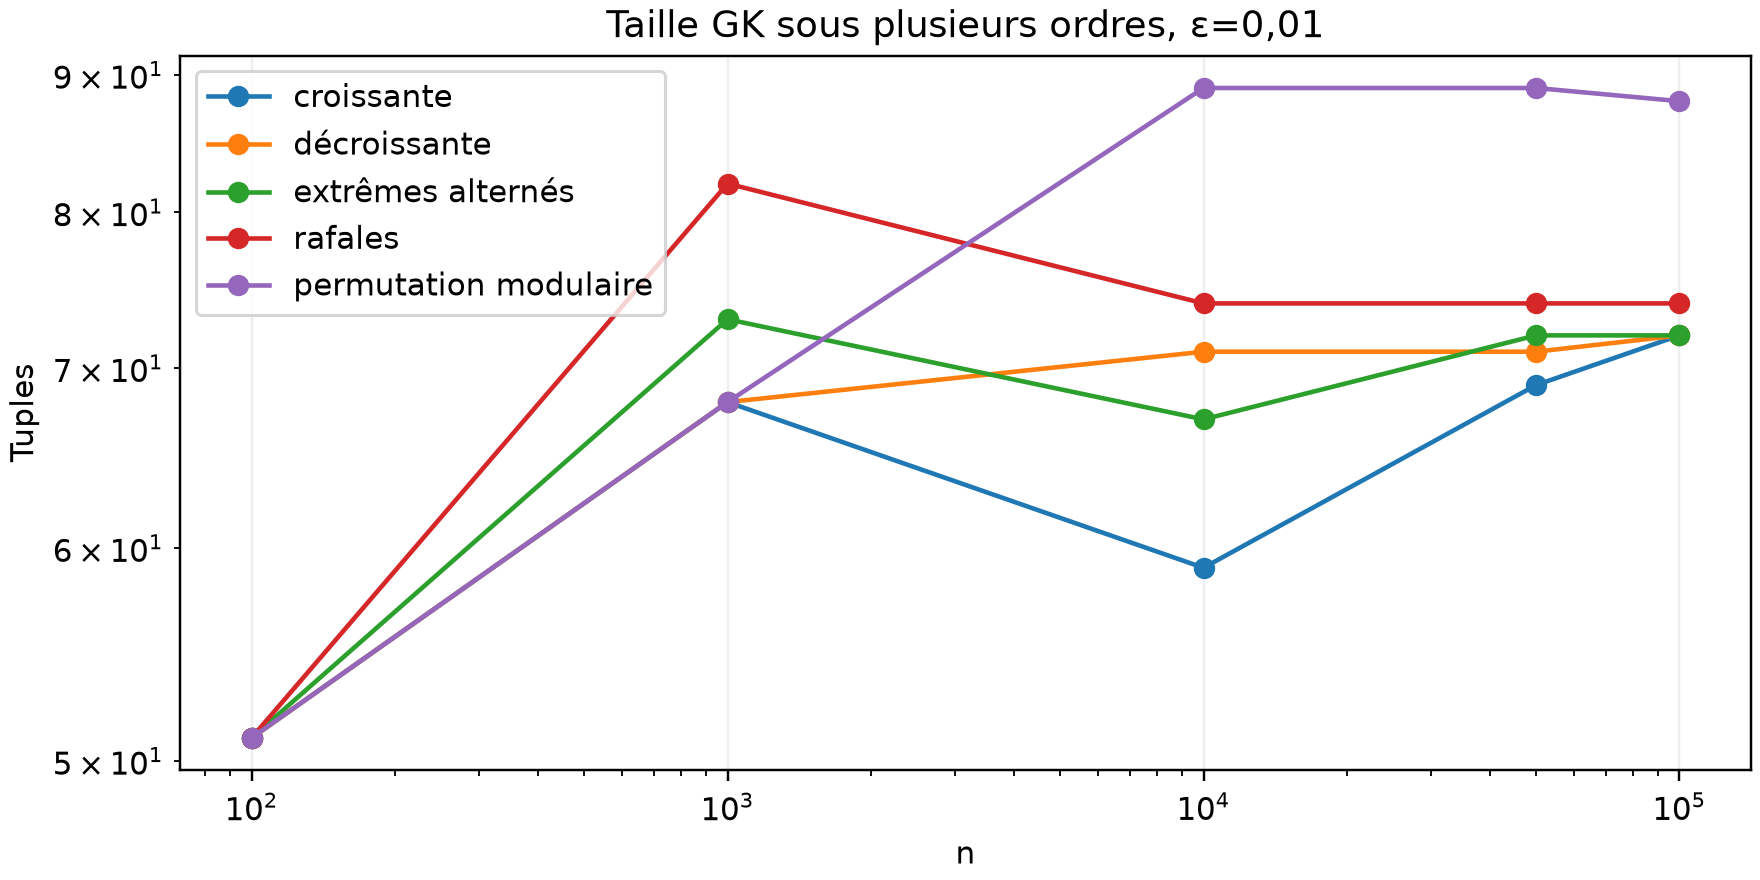 Taille GK sous plusieurs ordres, ε=0,01
9 × 10¹
8 × 10¹
7 × 10¹
6 × 10¹
5 × 10¹
Tuples
croissante
décroissante
extrêmes alternés
rafales
permutation modulaire
10² 10³ 10⁴ 10⁵
n